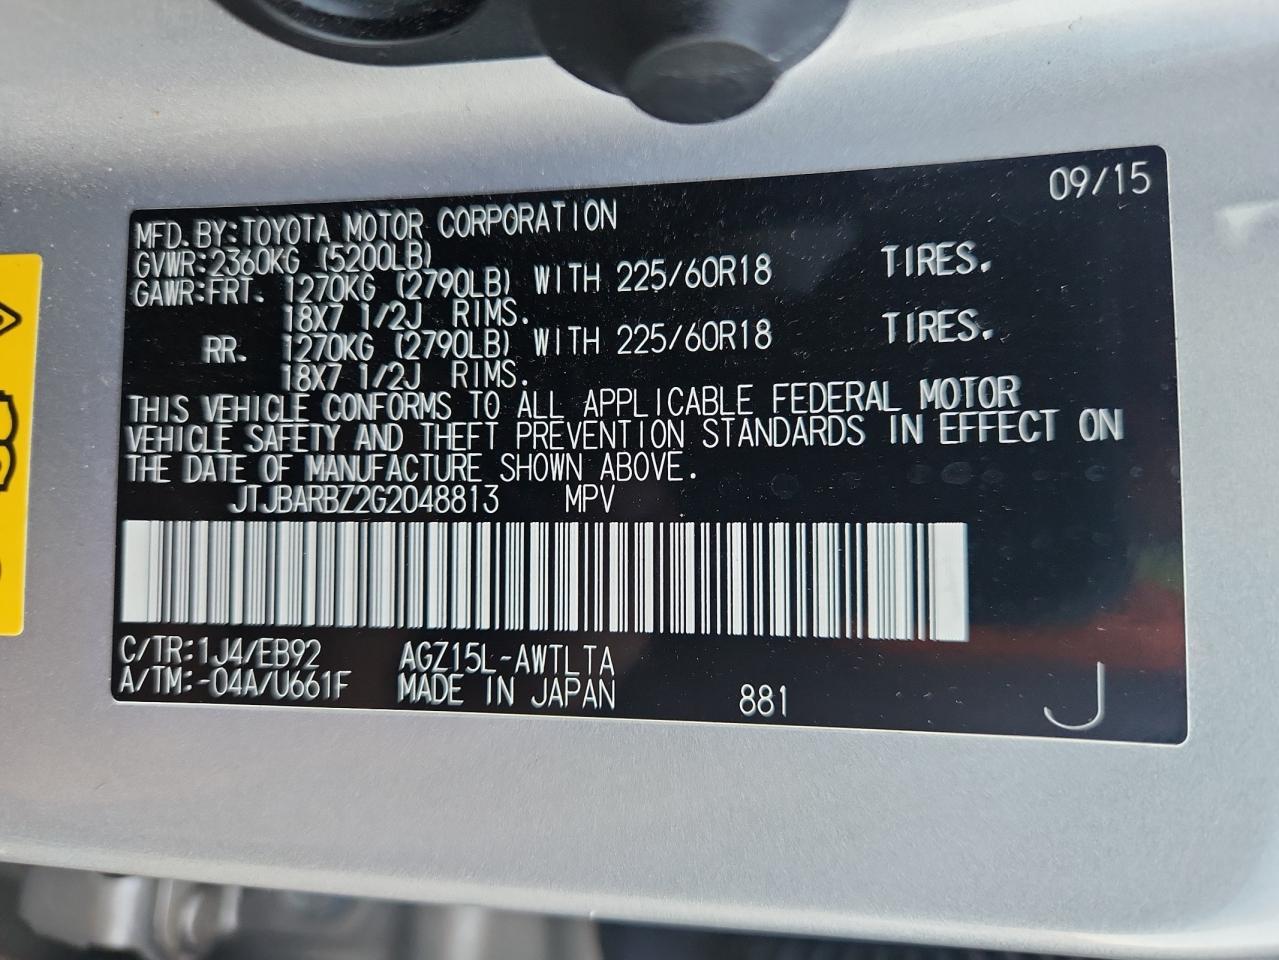 09/15
MFD. BY: TOYOTA MOTOR CORPORATION
GVWR: 2360KG (5200LB)
GAWR: FRT. 1270KG (2790LB) WITH 225/60R18 TIRES.
18X7 1/2J RIMS.
RR. 1270KG (2790LB) WITH 225/60R18 TIRES.
18X7 1/2J RIMS.
THIS VEHICLE CONFORMS TO ALL APPLICABLE FEDERAL MOTOR
VEHICLE SAFETY AND THEFT PREVENTION STANDARDS IN EFFECT ON
THE DATE OF MANUFACTURE SHOWN ABOVE.
JTJBARBZ2G2048813 MPV
C/TR: 1J4/EB92 AGZ15L-AWTLTA
A/TM: -04A/U661F MADE IN JAPAN 881 J